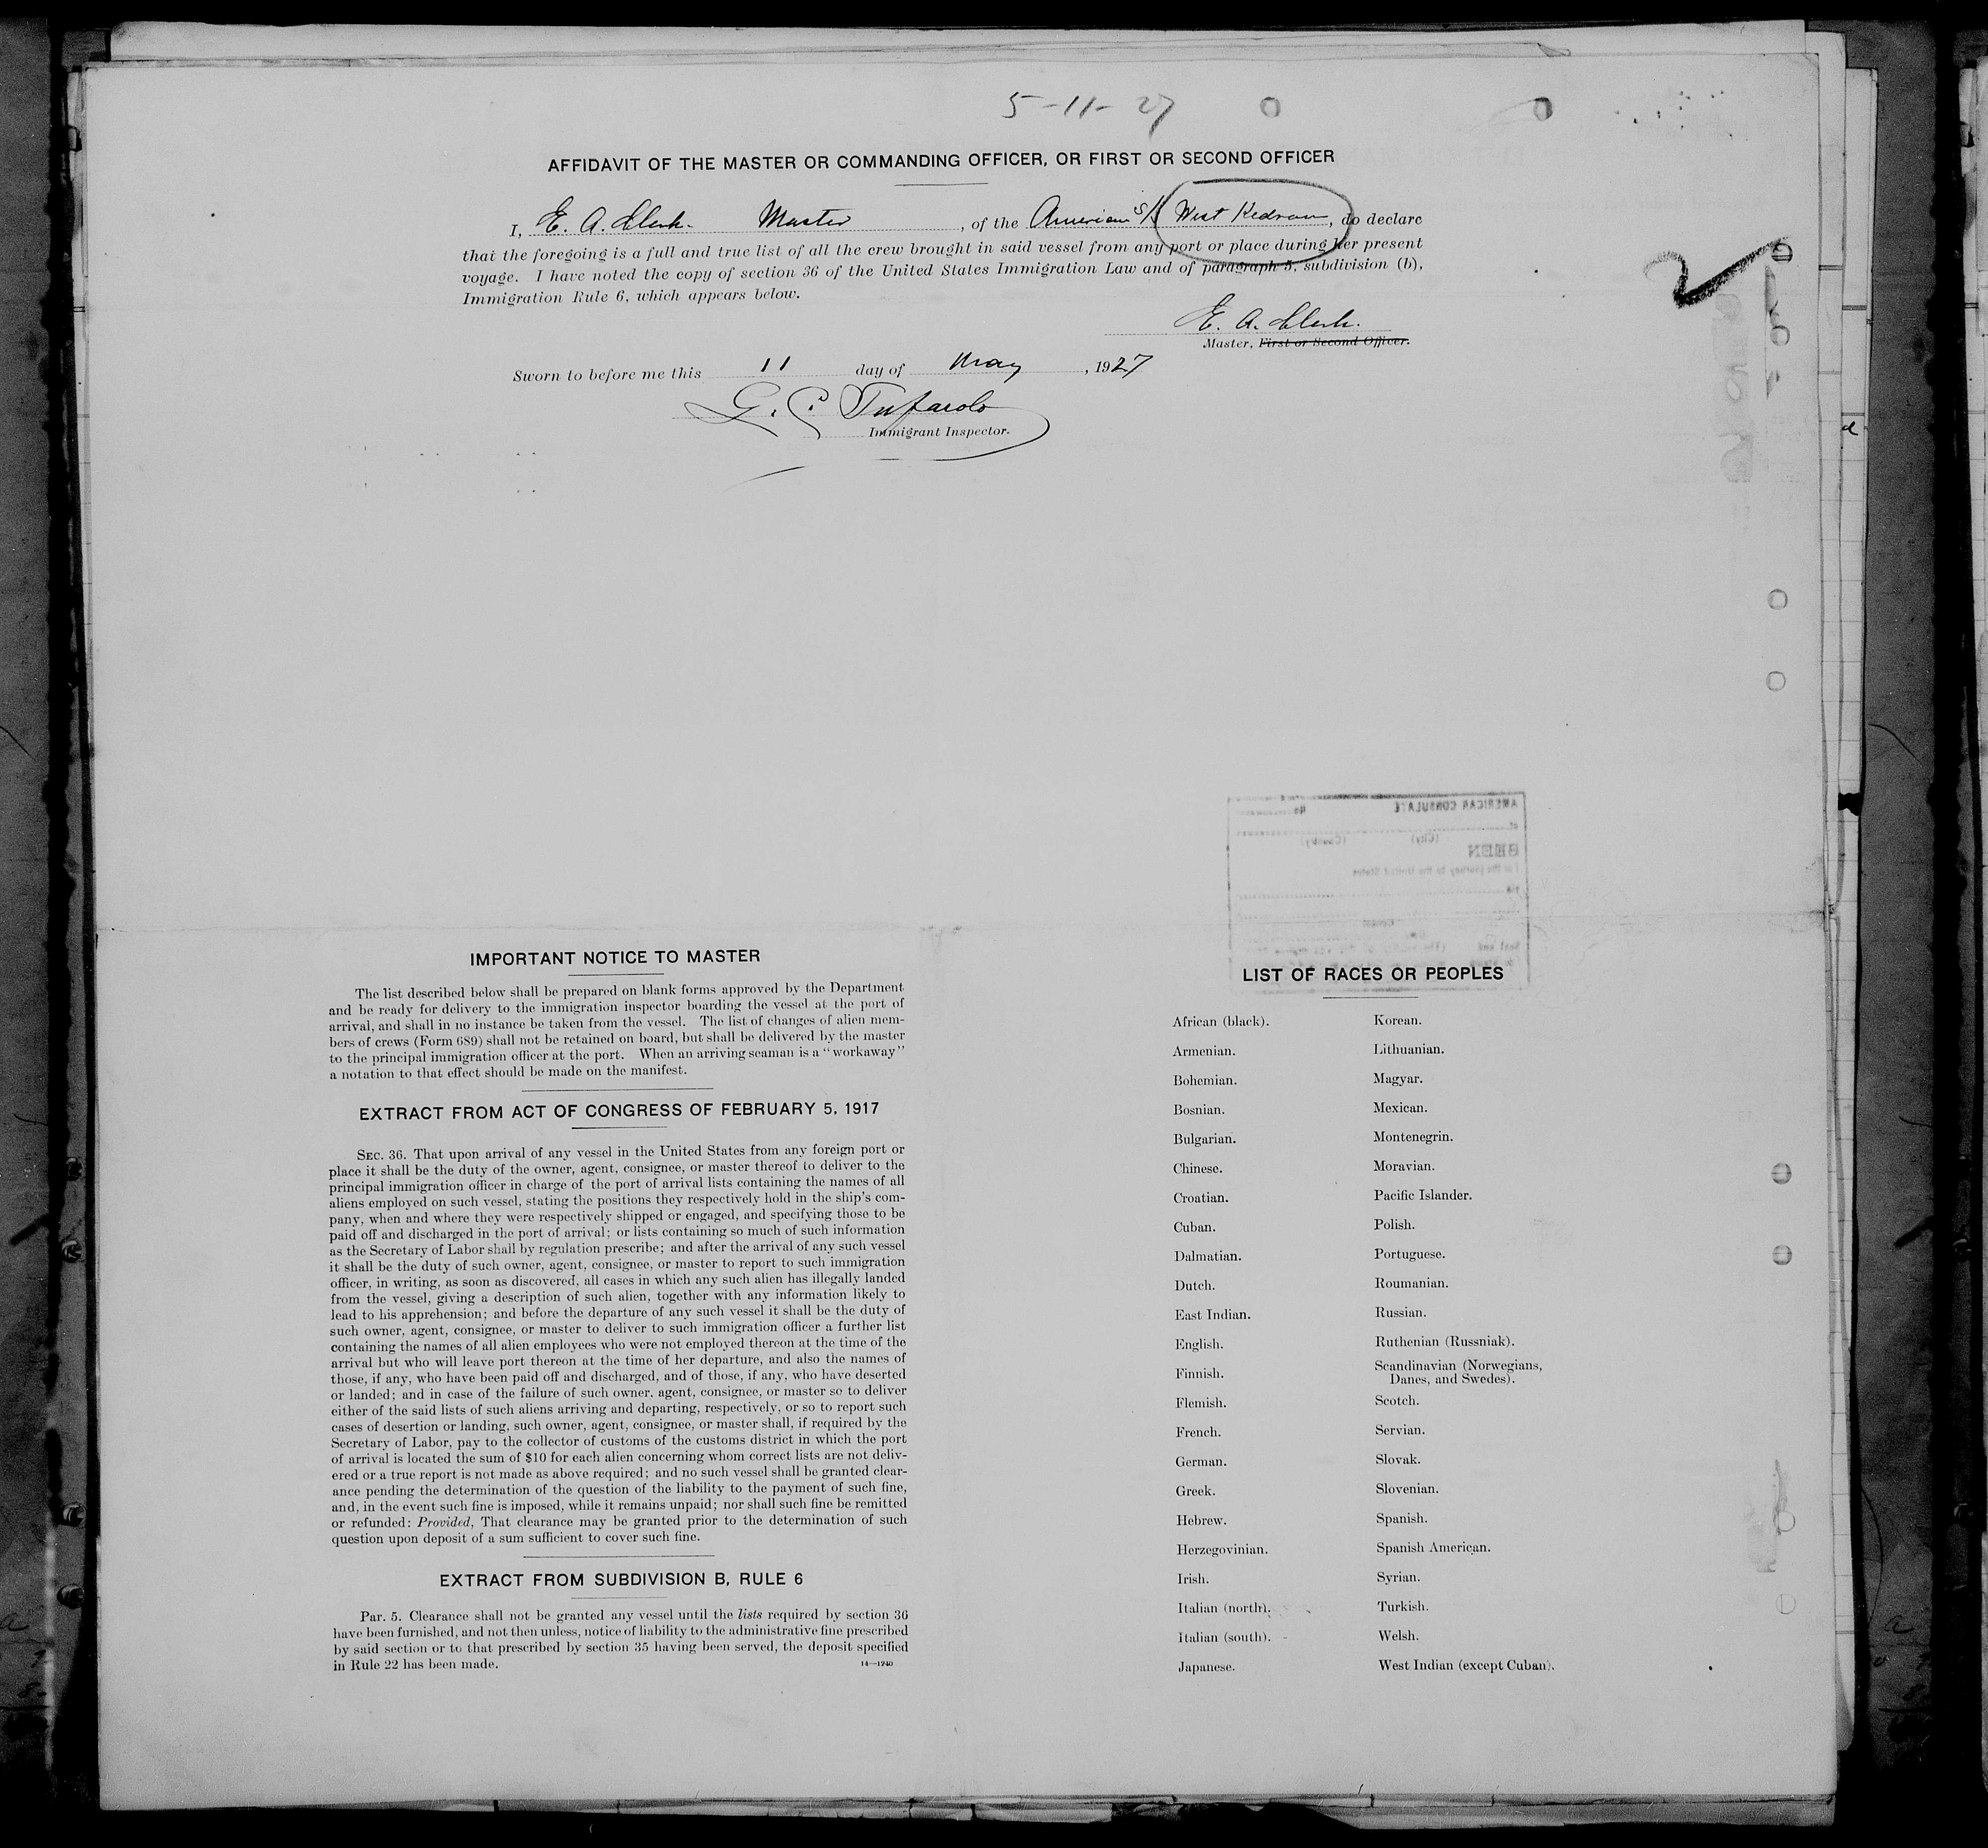 5-11-27
AFFIDAVIT OF THE MASTER OR COMMANDING OFFICER, OR FIRST OR SECOND OFFICER
I, E. A. Clark. Master, of the American S/S West Kedron, do declare
that the foregoing is a full and true list of all the crew brought in said vessel from any port or place during her present
voyage. I have noted the copy of section 36 of the United States Immigration Law and of paragraph 5, subdivision (b),
Immigration Rule 6, which appears below.
E. A. Clark.
Master, First or Second Officer.
Sworn to before me this 11 day of May, 1927
G. P. Tufarolo
Immigrant Inspector.
AMERICAN CONSULATE No
at
(City) (Country)
SEEN
For the journey to the United States
IMPORTANT NOTICE TO MASTER
The list described below shall be prepared on blank forms approved by the Department
and be ready for delivery to the immigration inspector boarding the vessel at the port of
arrival, and shall in no instance be taken from the vessel. The list of changes of alien mem-
bers of crews (Form 689) shall not be retained on board, but shall be delivered by the master
to the principal immigration officer at the port. When an arriving seaman is a "workaway"
a notation to that effect should be made on the manifest.
EXTRACT FROM ACT OF CONGRESS OF FEBRUARY 5, 1917
SEC. 36. That upon arrival of any vessel in the United States from any foreign port or
place it shall be the duty of the owner, agent, consignee, or master thereof to deliver to the
principal immigration officer in charge of the port of arrival lists containing the names of all
aliens employed on such vessel, stating the positions they respectively hold in the ship's com-
pany, when and where they were respectively shipped or engaged, and specifying those to be
paid off and discharged in the port of arrival; or lists containing so much of such information
as the Secretary of Labor shall by regulation prescribe; and after the arrival of any such vessel
it shall be the duty of such owner, agent, consignee, or master to report to such immigration
officer, in writing, as soon as discovered, all cases in which any such alien has illegally landed
from the vessel, giving a description of such alien, together with any information likely to
lead to his apprehension; and before the departure of any such vessel it shall be the duty of
such owner, agent, consignee, or master to deliver to such immigration officer a further list
containing the names of all alien employees who were not employed thereon at the time of the
arrival but who will leave port thereon at the time of her departure, and also the names of
those, if any, who have been paid off and discharged, and of those, if any, who have deserted
or landed; and in case of the failure of such owner, agent, consignee, or master so to deliver
either of the said lists of such aliens arriving and departing, respectively, or so to report such
cases of desertion or landing, such owner, agent, consignee, or master shall, if required by the
Secretary of Labor, pay to the collector of customs of the customs district in which the port
of arrival is located the sum of $10 for each alien concerning whom correct lists are not deliv-
ered or a true report is not made as above required; and no such vessel shall be granted clear-
ance pending the determination of the question of the liability to the payment of such fine,
and, in the event such fine is imposed, while it remains unpaid; nor shall such fine be remitted
or refunded: Provided, That clearance may be granted prior to the determination of such
question upon deposit of a sum sufficient to cover such fine.
EXTRACT FROM SUBDIVISION B, RULE 6
Par. 5. Clearance shall not be granted any vessel until the lists required by section 36
have been furnished, and not then unless, notice of liability to the administrative fine prescribed
by said section or to that prescribed by section 35 having been served, the deposit specified
in Rule 22 has been made.
14—1240
LIST OF RACES OR PEOPLES
African (black).
Armenian.
Bohemian.
Bosnian.
Bulgarian.
Chinese.
Croatian.
Cuban.
Dalmatian.
Dutch.
East Indian.
English.
Finnish.
Flemish.
French.
German.
Greek.
Hebrew.
Herzegovinian.
Irish.
Italian (north).
Italian (south).
Japanese.
Korean.
Lithuanian.
Magyar.
Mexican.
Montenegrin.
Moravian.
Pacific Islander.
Polish.
Portuguese.
Roumanian.
Russian.
Ruthenian (Russniak).
Scandinavian (Norwegians,
Danes, and Swedes).
Scotch.
Servian.
Slovak.
Slovenian.
Spanish.
Spanish American.
Syrian.
Turkish.
Welsh.
West Indian (except Cuban).